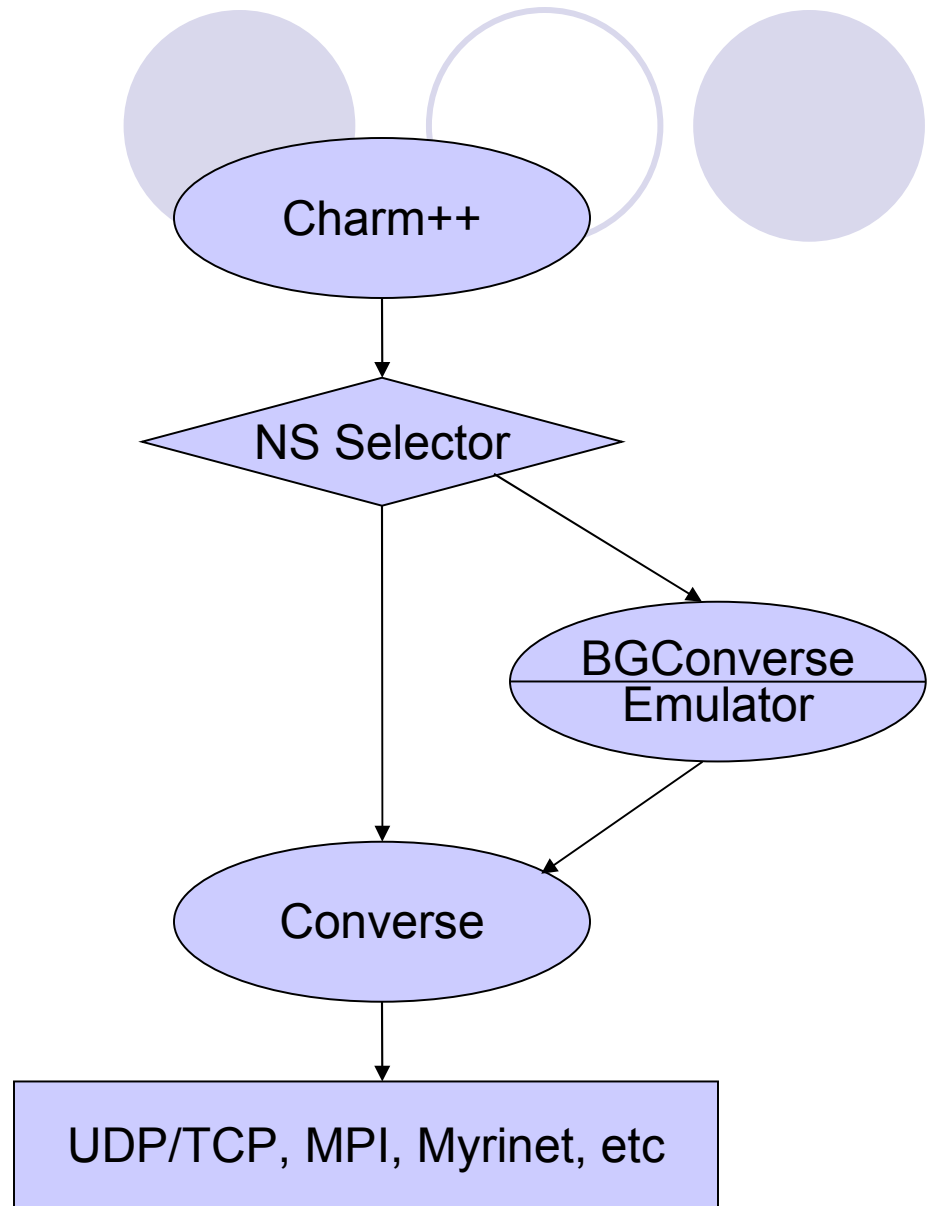 Charm++
NS Selector
BGConverse
Emulator
Converse
UDP/TCP, MPI, Myrinet, etc